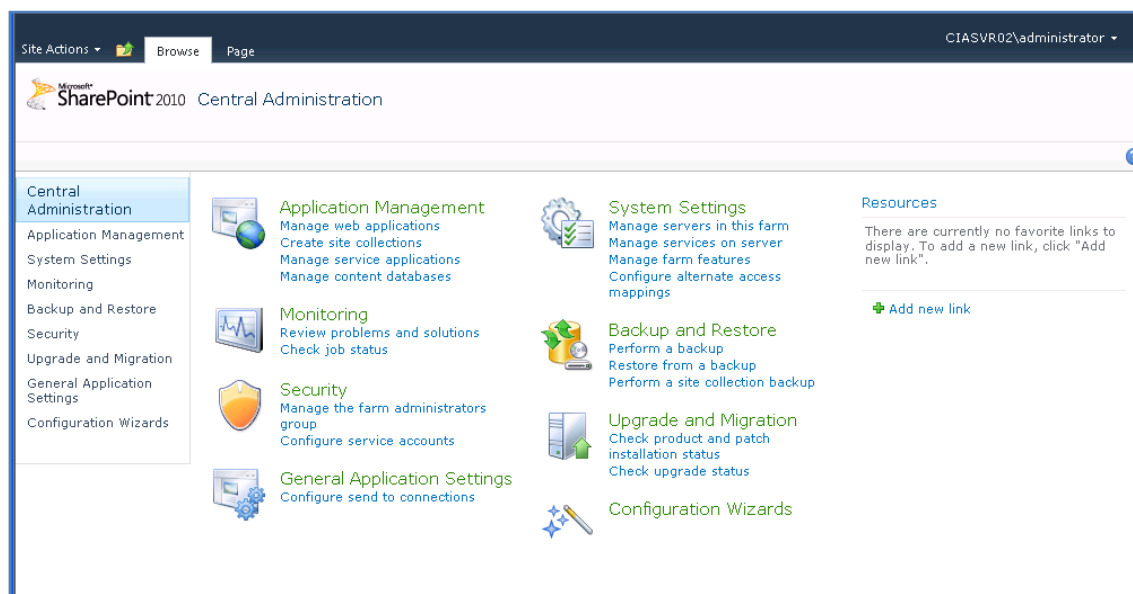 CIASVR02\administrator
Site Actions Browse Page
Microsoft
SharePoint 2010 Central Administration
Central
Administration
Application Management
System Settings
Monitoring
Backup and Restore
Security
Upgrade and Migration
General Application
Settings
Configuration Wizards
Application Management
Manage web applications
Create site collections
Manage service applications
Manage content databases
Monitoring
Review problems and solutions
Check job status
Security
Manage the farm administrators
group
Configure service accounts
General Application Settings
Configure send to connections
System Settings
Manage servers in this farm
Manage services on server
Manage farm features
Configure alternate access
mappings
Backup and Restore
Perform a backup
Restore from a backup
Perform a site collection backup
Upgrade and Migration
Check product and patch
installation status
Check upgrade status
Configuration Wizards
Resources
There are currently no favorite links to
display. To add a new link, click "Add
new link".
Add new link